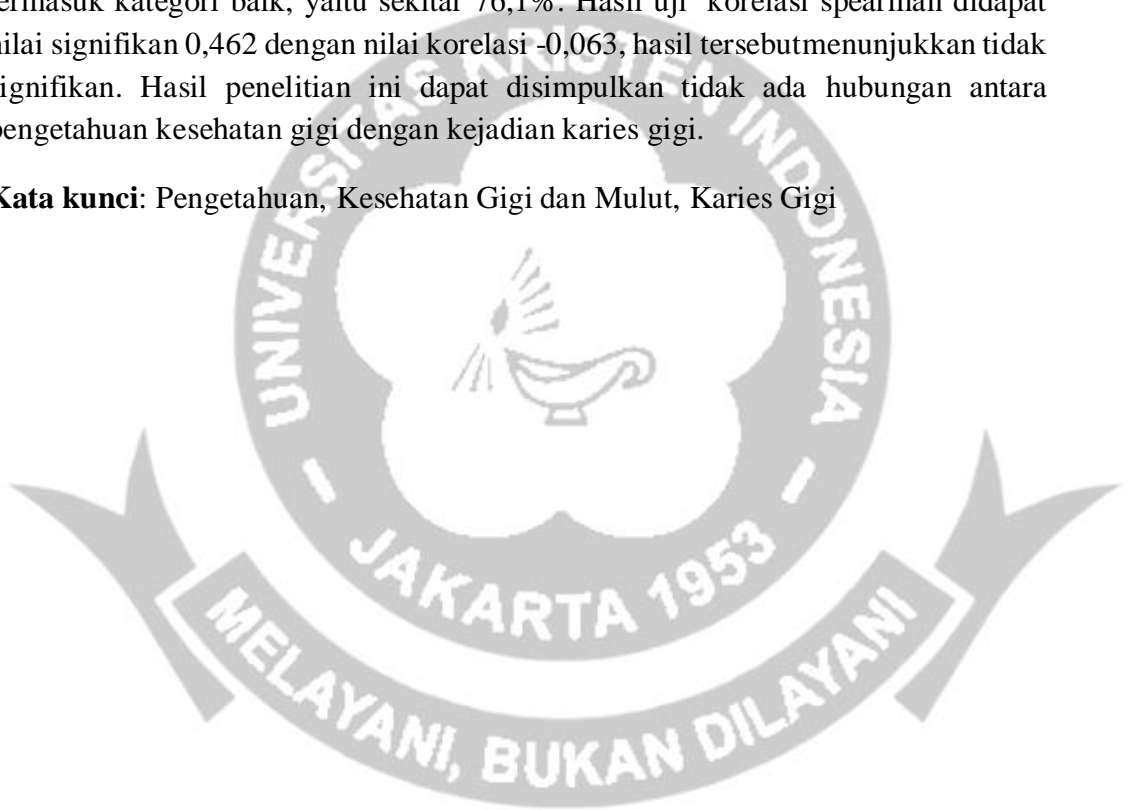 termasuk kategori baik, yaitu sekitar 76,1%. Hasil uji korelasi spearman didapat
nilai signifikan 0,462 dengan nilai korelasi -0,063, hasil tersebutmenunjukkan tidak
signifikan. Hasil penelitian ini dapat disimpulkan tidak ada hubungan antara
pengetahuan kesehatan gigi dengan kejadian karies gigi.
Kata kunci: Pengetahuan, Kesehatan Gigi dan Mulut, Karies Gigi
UNIVERSITAS KRISTEN INDONESIA
- JAKARTA 1953 -
MELAYANI, BUKAN DILAYANI